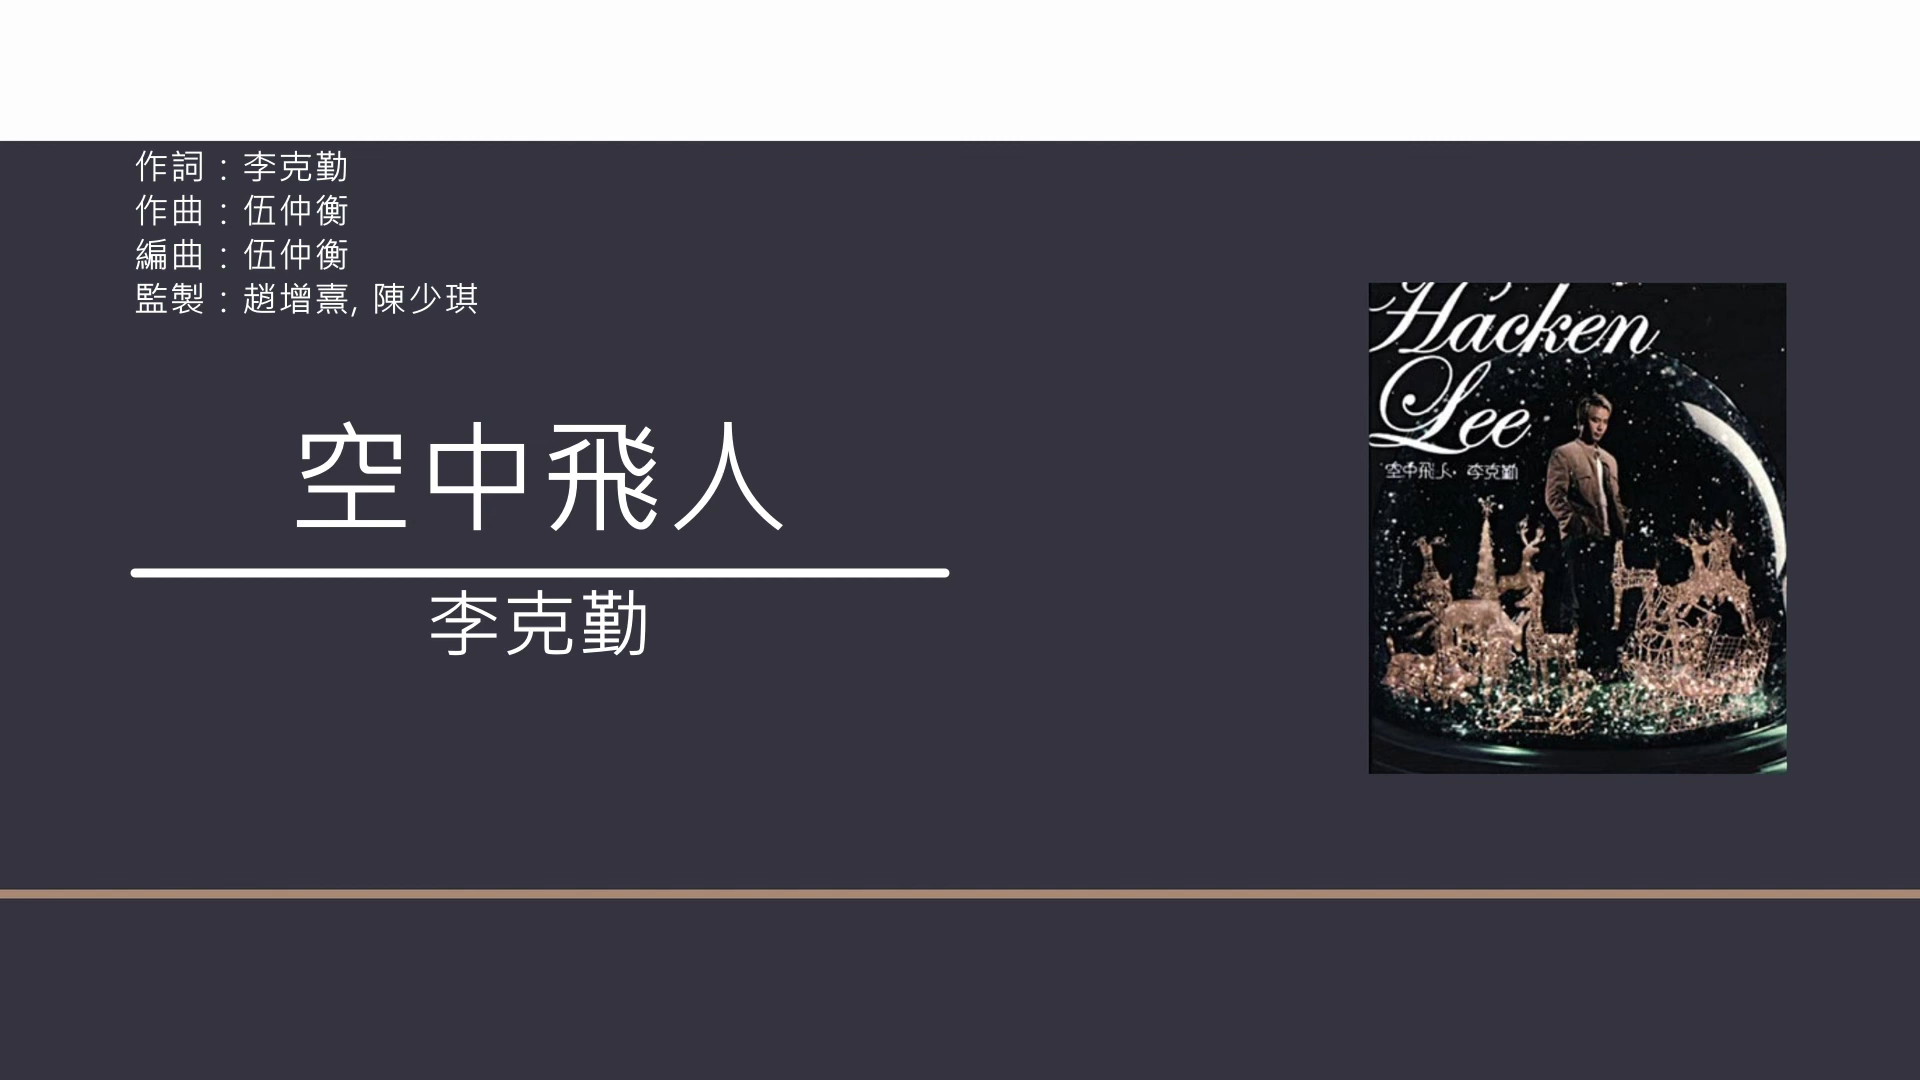 作詞：李克勤
作曲：伍仲衡
編曲：伍仲衡
監製：趙增熹, 陳少琪
空中飛人
李克勤
Hacken
Lee
空中飛人・李克勤